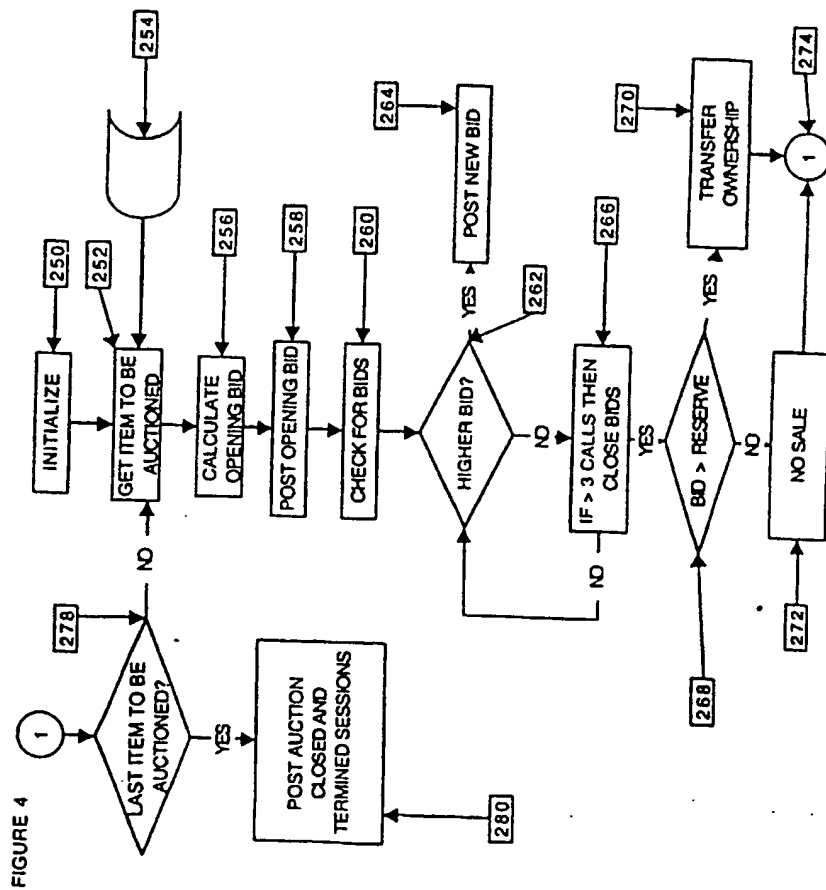 FIGURE 4
1
LAST ITEM TO BE
AUCTIONED?
278
NO
YES
POST AUCTION
CLOSED AND
TERMINED SESSIONS
280
INITIALIZE
250
252
GET ITEM TO BE
AUCTIONED
254
CALCULATE
OPENING BID
256
POST OPENING BID
258
CHECK FOR BIDS
260
HIGHER BID?
262
YES
POST NEW BID
264
NO
IF > 3 CALLS THEN
CLOSE BIDS
266
NO
YES
BID > RESERVE
268
YES
TRANSFER
OWNERSHIP
270
NO
NO SALE
272
1
274